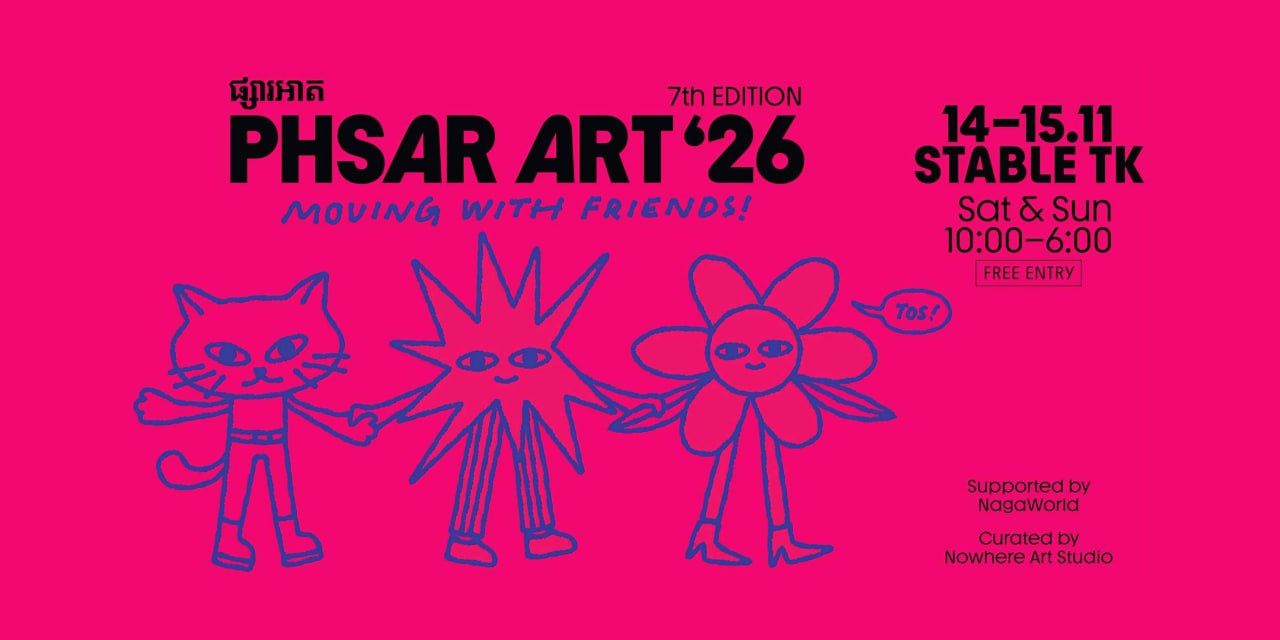 ផ្សារអាត
7th EDITION
PHSAR ART ‘26
MOVING WITH FRIENDS!
14–15.11
STABLE TK
Sat & Sun
10:00–6:00
FREE ENTRY
TOS!
Supported by
NagaWorld
Curated by
Nowhere Art Studio